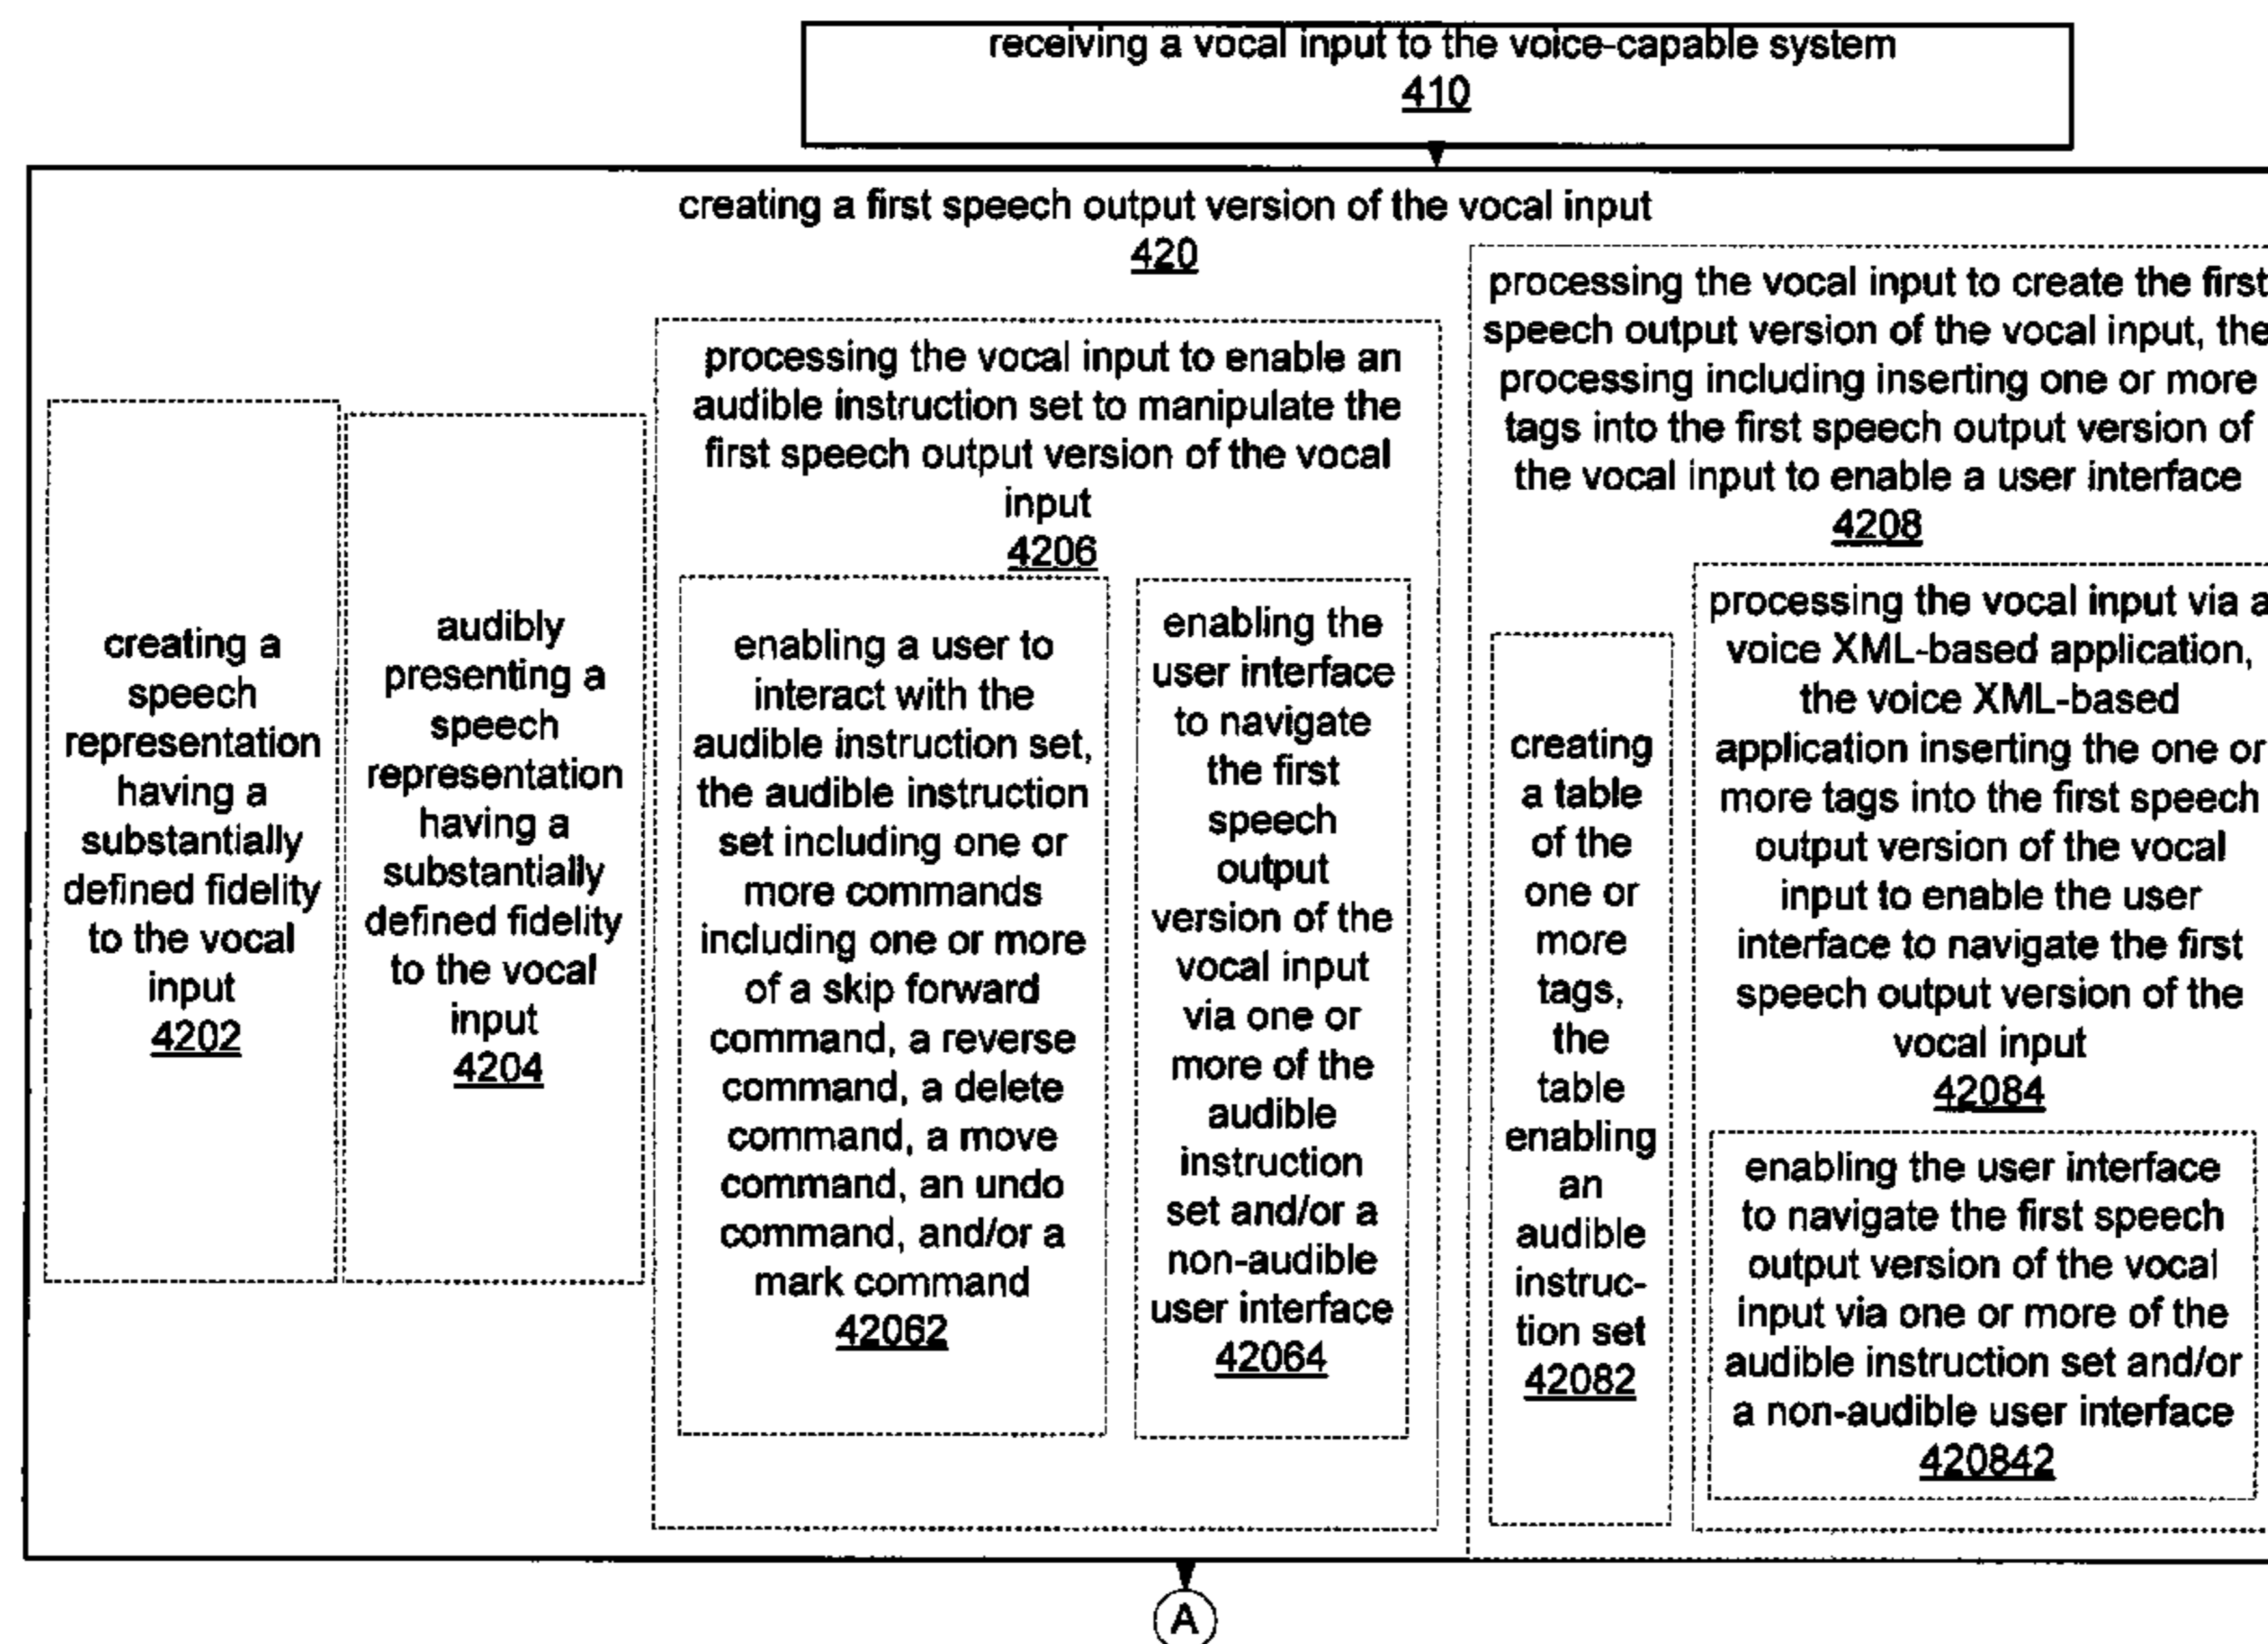 receiving a vocal input to the voice-capable system
410
creating a first speech output version of the vocal input
420
creating a
speech
representation
having a
substantially
defined fidelity
to the vocal
input
4202
audibly
presenting a
speech
representation
having a
substantially
defined fidelity
to the vocal
input
4204
processing the vocal input to enable an
audible instruction set to manipulate the
first speech output version of the vocal
input
4206
enabling a user to
interact with the
audible instruction set,
the audible instruction
set including one or
more commands
including one or more
of a skip forward
command, a reverse
command, a delete
command, a move
command, an undo
command, and/or a
mark command
42062
enabling the
user interface
to navigate
the first
speech
output
version of the
vocal input
via one or
more of the
audible
instruction
set and/or a
non-audible
user interface
42064
processing the vocal input to create the first
speech output version of the vocal input, the
processing including inserting one or more
tags into the first speech output version of
the vocal input to enable a user interface
4208
creating
a table
of the
one or
more
tags,
the
table
enabling
an
audible
instruc-
tion set
42082
processing the vocal input via a
voice XML-based application,
the voice XML-based
application inserting the one or
more tags into the first speech
output version of the vocal
input to enable the user
interface to navigate the first
speech output version of the
vocal input
42084
enabling the user interface
to navigate the first speech
output version of the vocal
input via one or more of the
audible instruction set and/or
a non-audible user interface
420842
A